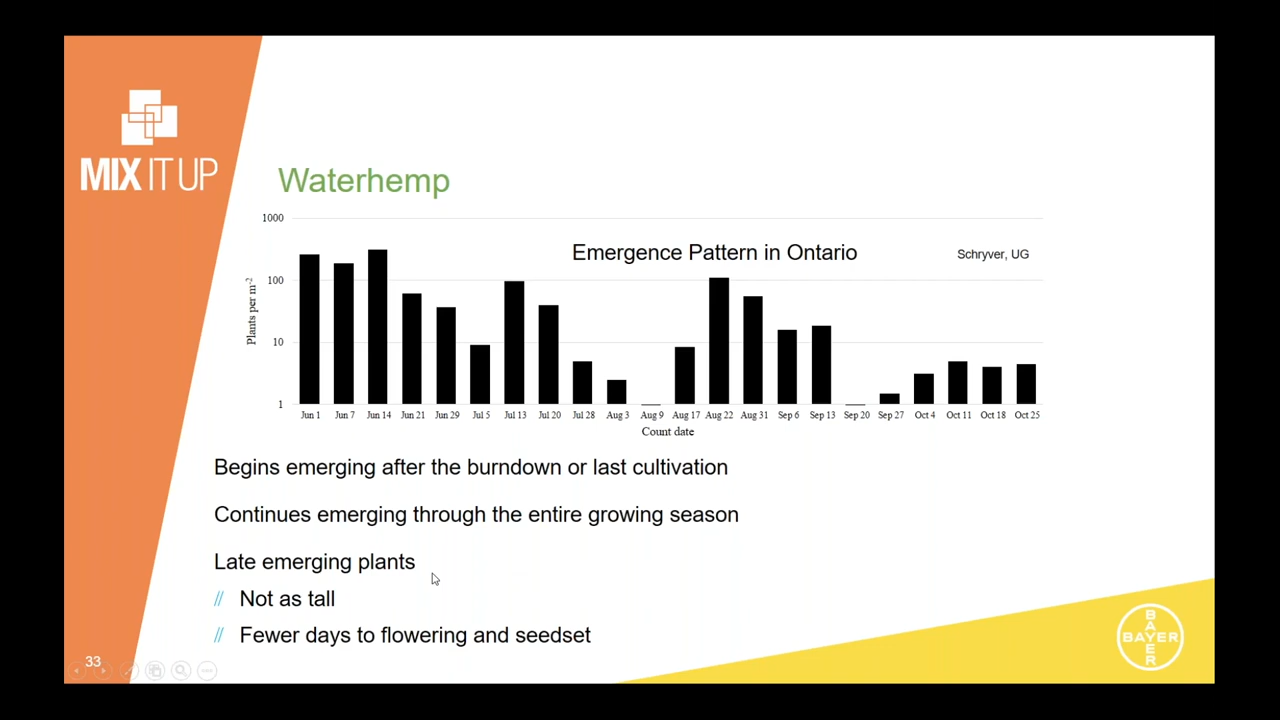 MIX IT UP
Waterhemp
1000
100
10
1
Plants per m-2
Emergence Pattern in Ontario
Schryver, UG
Jun 1 Jun 7 Jun 14 Jun 21 Jun 29 Jul 5 Jul 13 Jul 20 Jul 28 Aug 3 Aug 9 Aug 17 Aug 22 Aug 31 Sep 6 Sep 13 Sep 20 Sep 27 Oct 4 Oct 11 Oct 18 Oct 25
Count date
Begins emerging after the burndown or last cultivation
Continues emerging through the entire growing season
Late emerging plants
// Not as tall
// Fewer days to flowering and seedset
33
BAYER
BAYER